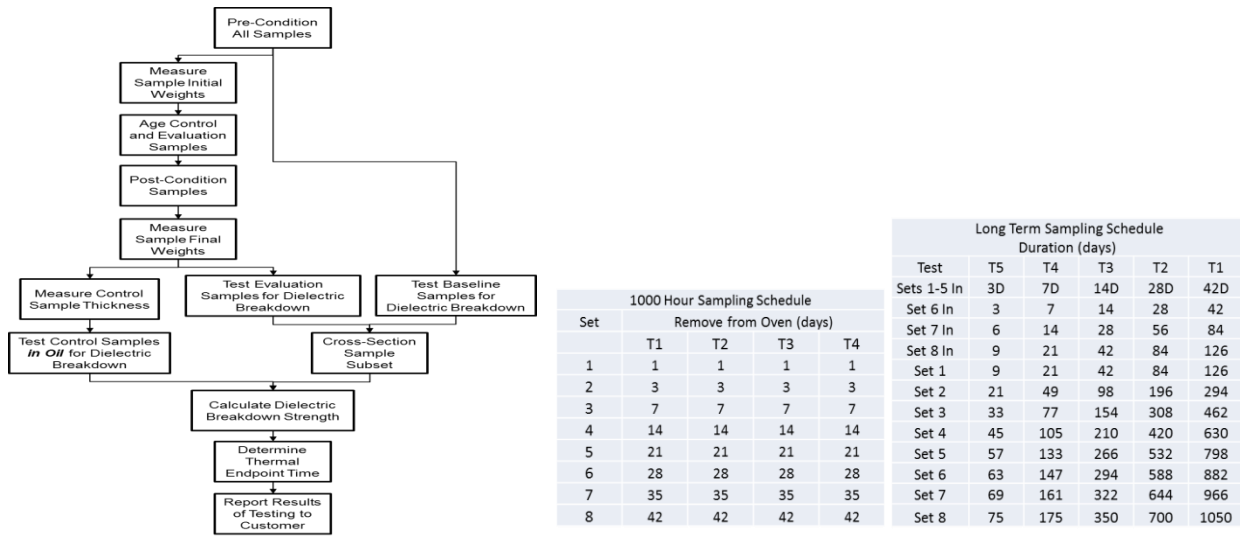 Pre-Condition
All Samples
Measure
Sample Initial
Weights
Age Control
and Evaluation
Samples
Post-Condition
Samples
Measure
Sample Final
Weights
Measure Control
Sample Thickness
Test Evaluation
Samples for Dielectric
Breakdown
Test Baseline
Samples for
Dielectric Breakdown
Test Control Samples
in Oil for Dielectric
Breakdown
Cross-Section
Sample
Subset
Calculate Dielectric
Breakdown Strength
Determine
Thermal
Endpoint Time
Report Results
of Testing to
Customer
1000 Hour Sampling Schedule
Set Remove from Oven (days)
T1 T2 T3 T4
1 1 1 1 1
2 3 3 3 3
3 7 7 7 7
4 14 14 14 14
5 21 21 21 21
6 28 28 28 28
7 35 35 35 35
8 42 42 42 42
Long Term Sampling Schedule
Duration (days)
Test T5 T4 T3 T2 T1
Sets 1-5 In 3D 7D 14D 28D 42D
Set 6 In 3 7 14 28 42
Set 7 In 6 14 28 56 84
Set 8 In 9 21 42 84 126
Set 1 9 21 42 84 126
Set 2 21 49 98 196 294
Set 3 33 77 154 308 462
Set 4 45 105 210 420 630
Set 5 57 133 266 532 798
Set 6 63 147 294 588 882
Set 7 69 161 322 644 966
Set 8 75 175 350 700 1050